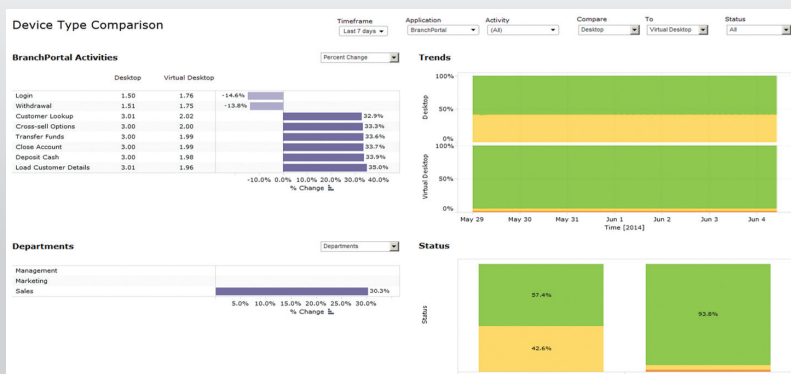 Device Type Comparison
Timeframe Application Activity Compare To Status
Last 7 days BranchPortal (All) Desktop Virtual Desktop All
BranchPortal Activities
Percent Change
Desktop Virtual Desktop
Login 1.50 1.76 -14.6%
Withdrawal 1.51 1.75 -13.8%
Customer Lookup 3.01 2.02 32.9%
Cross-sell Options 3.00 2.00 33.3%
Transfer Funds 3.00 1.99 33.6%
Close Account 3.00 1.99 33.7%
Deposit Cash 3.00 1.98 33.9%
Load Customer Details 3.01 1.96 35.0%
-10.0% 0.0% 10.0% 20.0% 30.0% 40.0%
% Change
Trends
100%
Desktop
50%
0%
100%
Virtual Desktop
50%
0%
May 29 May 30 May 31 Jun 1 Jun 2 Jun 3 Jun 4
Time [2014]
Departments
Departments
Management
Marketing
Sales 30.3%
5.0% 10.0% 15.0% 20.0% 25.0% 30.0%
% Change
Status
Status
57.4%
42.6%
93.8%